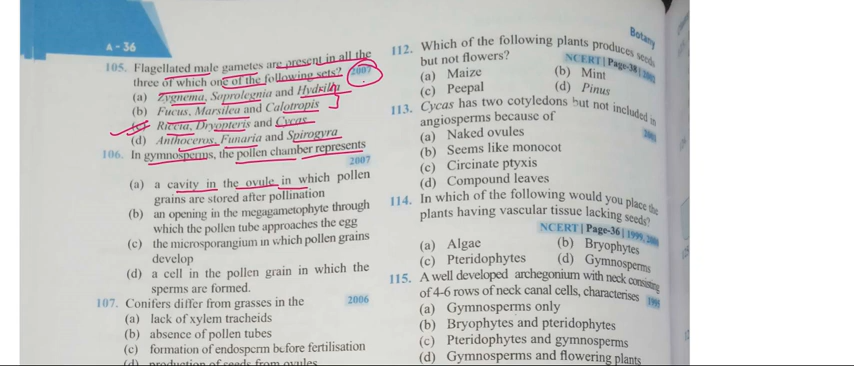 A - 36
105. Flagellated male gametes are present in all the
three of which one of the following sets? 2007
(a) Zygnema, Saprolegnia and Hydrilla
(b) Fucus, Marsilea and Calotropis
(c) Riccia, Dryopteris and Cycas
(d) Anthoceros, Funaria and Spirogyra
106. In gymnosperms, the pollen chamber represents
2007
(a) a cavity in the ovule in which pollen
grains are stored after pollination
(b) an opening in the megagametophyte through
which the pollen tube approaches the egg
(c) the microsporangium in which pollen grains
develop
(d) a cell in the pollen grain in which the
sperms are formed.
107. Conifers differ from grasses in the 2006
(a) lack of xylem tracheids
(b) absence of pollen tubes
(c) formation of endosperm before fertilisation
(d) production of seeds from ovules
Botany
112. Which of the following plants produces seeds
but not flowers?
NCERT | Page-38 |
(a) Maize (b) Mint
(c) Peepal (d) Pinus
113. Cycas has two cotyledons but not included in
angiosperms because of
(a) Naked ovules
(b) Seems like monocot
(c) Circinate ptyxis
(d) Compound leaves
114. In which of the following would you place the
plants having vascular tissue lacking seeds?
NCERT | Page-36 | 1999,
(a) Algae (b) Bryophytes
(c) Pteridophytes (d) Gymnosperms
115. A well developed archegonium with neck consisting
of 4-6 rows of neck canal cells, characterises
(a) Gymnosperms only
(b) Bryophytes and pteridophytes
(c) Pteridophytes and gymnosperms
(d) Gymnosperms and flowering plants